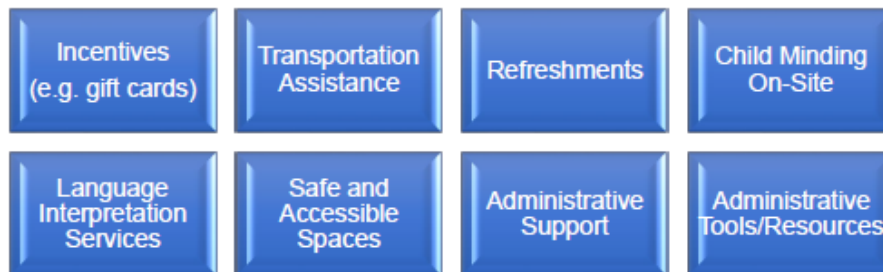 Incentives
(e.g. gift cards)
Transportation
Assistance
Refreshments
Child Minding
On-Site
Language
Interpretation
Services
Safe and
Accessible
Spaces
Administrative
Support
Administrative
Tools/Resources